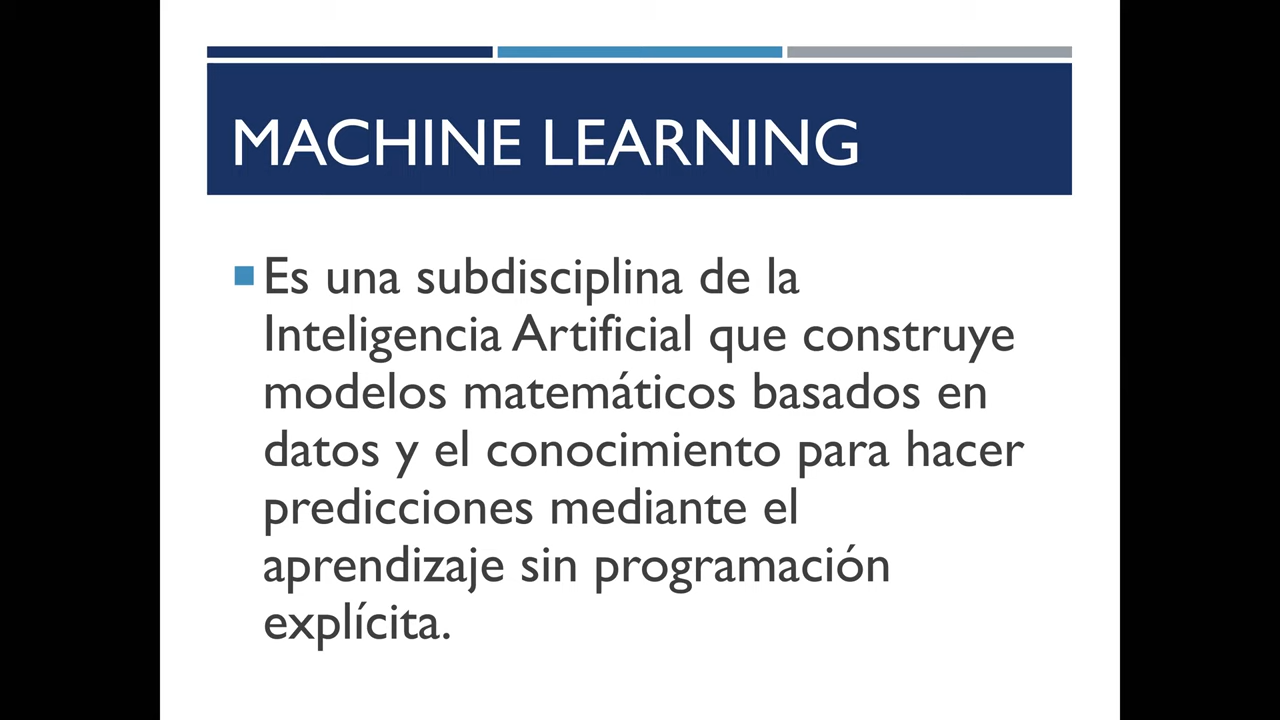 MACHINE LEARNING
Es una subdisciplina de la
Inteligencia Artificial que construye
modelos matemáticos basados en
datos y el conocimiento para hacer
predicciones mediante el
aprendizaje sin programación
explícita.